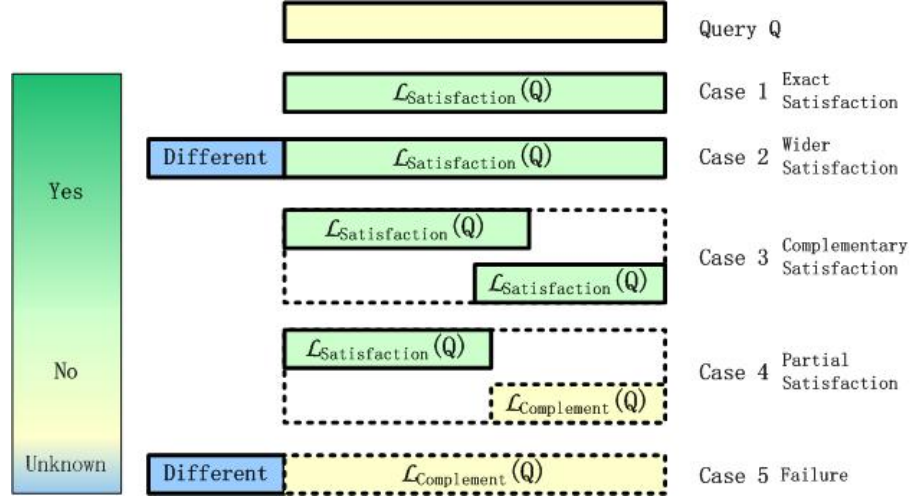 Query Q
ℒSatisfaction(Q)
Case 1 Exact Satisfaction
Different
ℒSatisfaction(Q)
Case 2 Wider Satisfaction
Yes
ℒSatisfaction(Q)
ℒSatisfaction(Q)
Case 3 Complementary Satisfaction
ℒSatisfaction(Q)
No
ℒComplement(Q)
Case 4 Partial Satisfaction
Unknown
Different
ℒComplement(Q)
Case 5 Failure